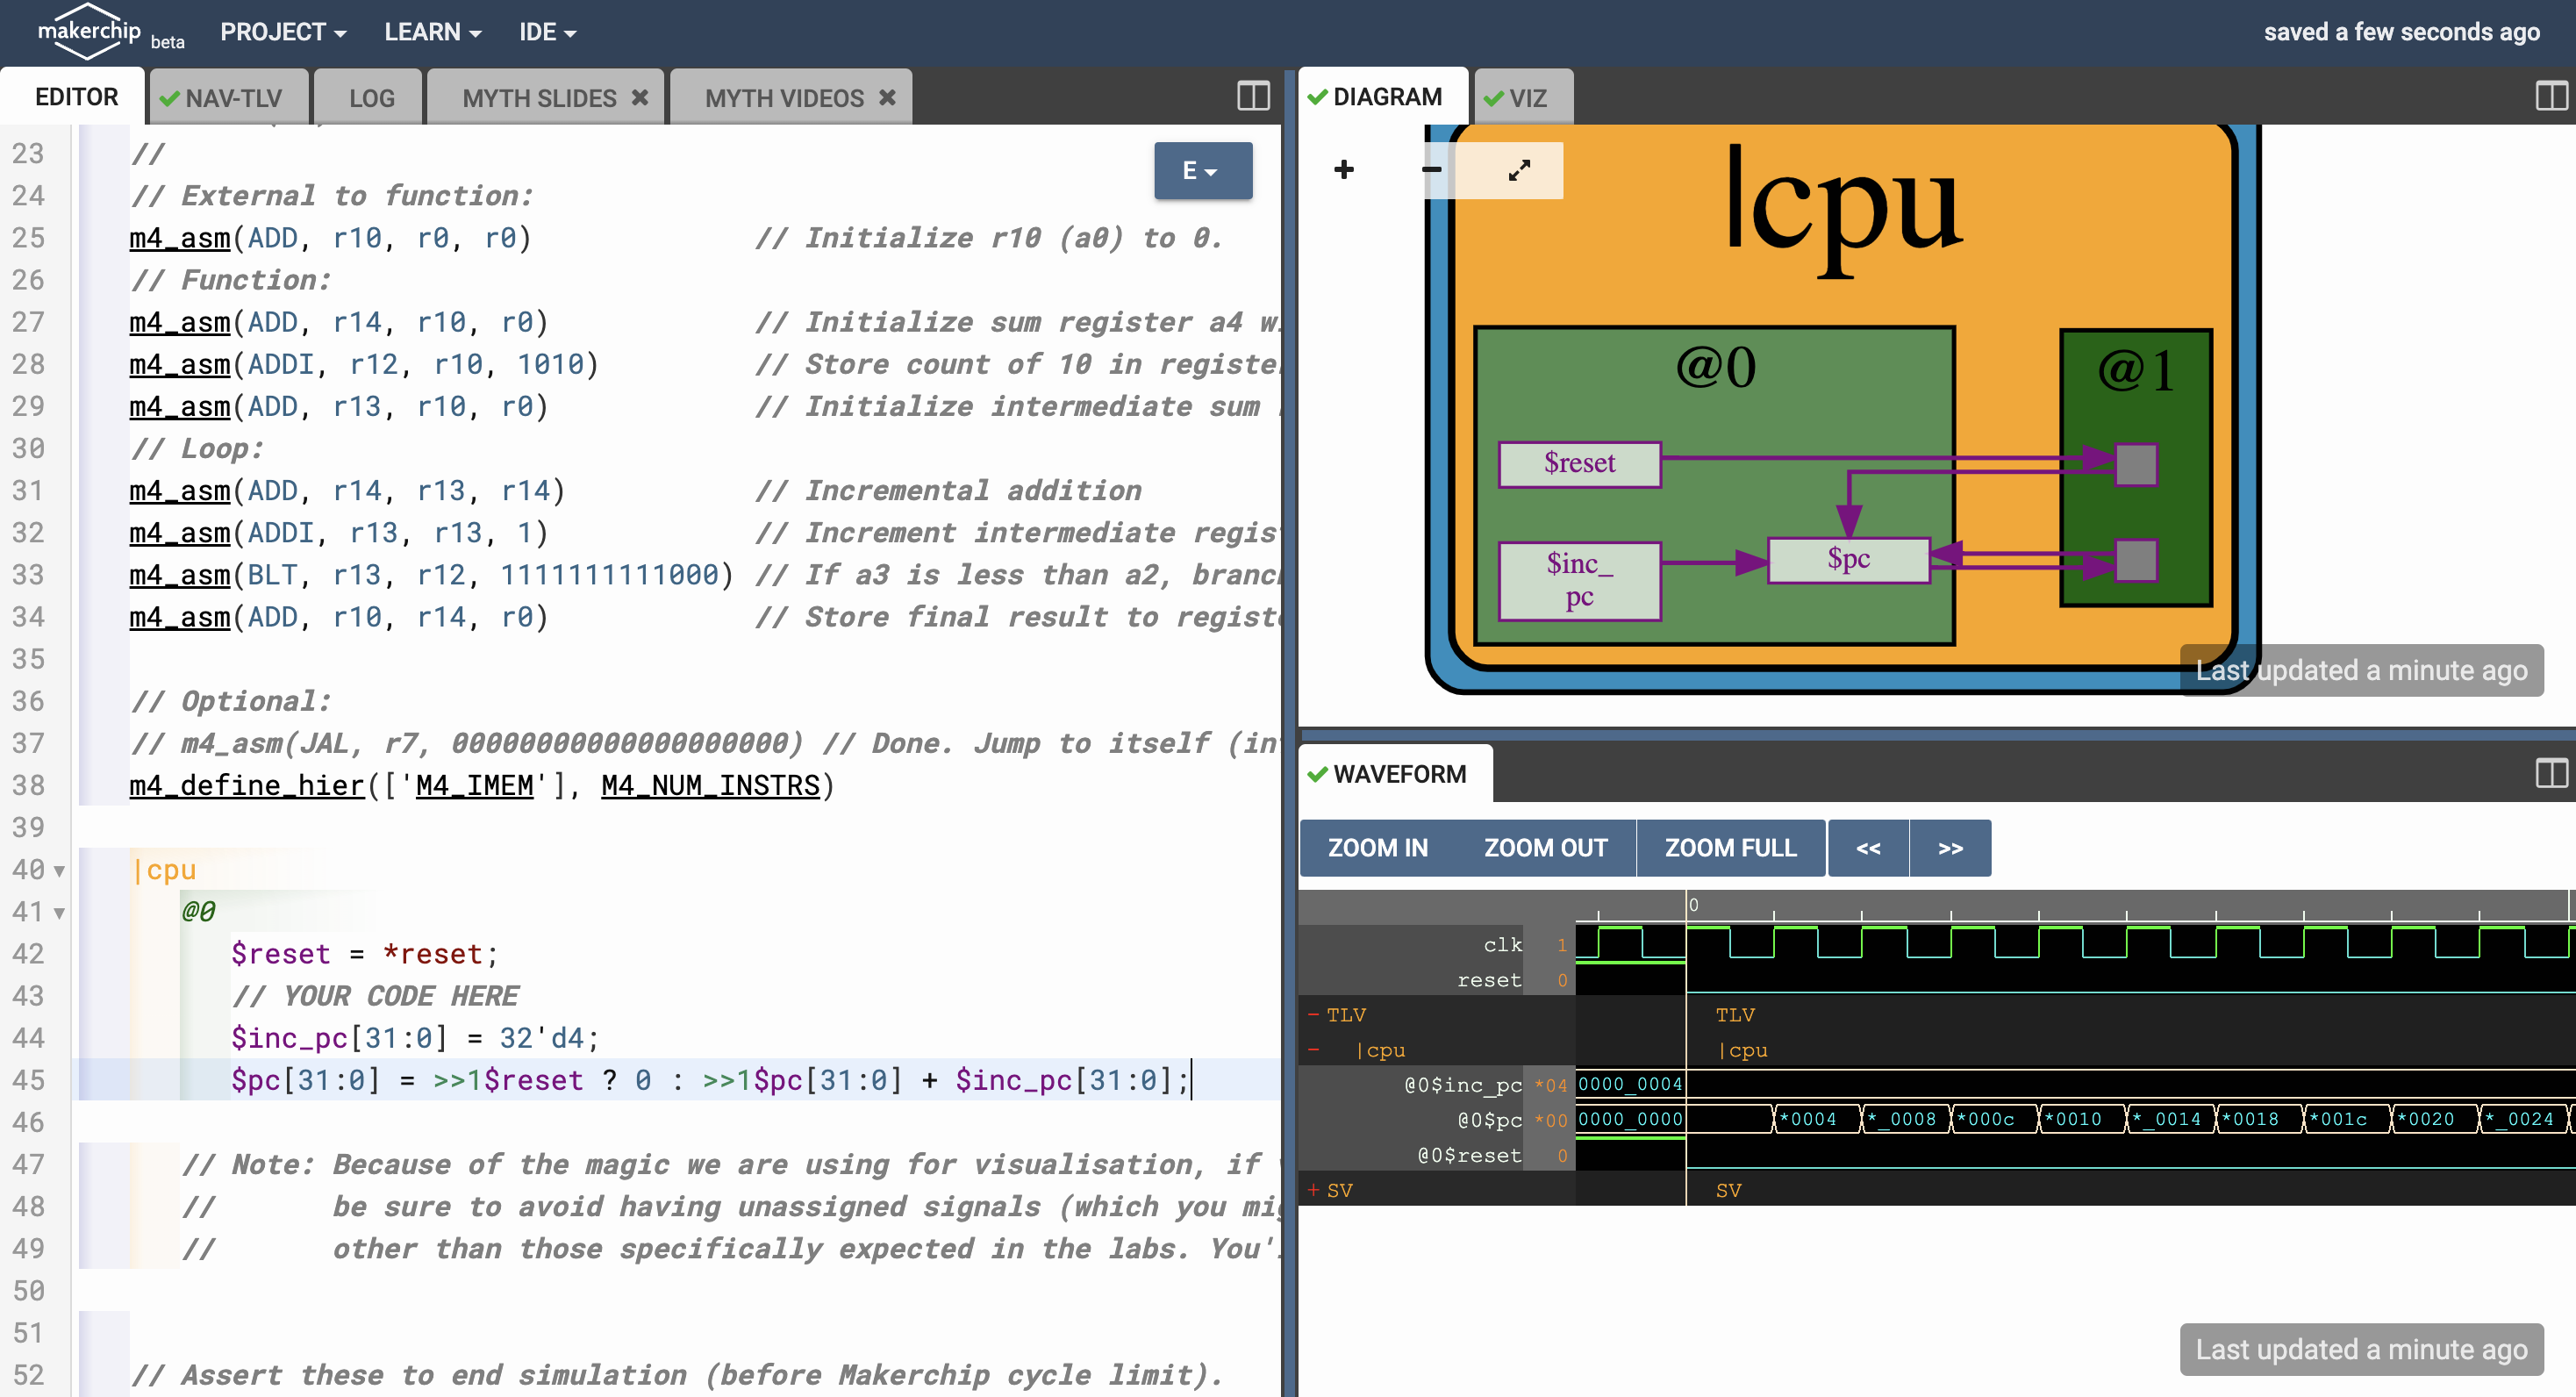 makerchip beta PROJECT LEARN IDE saved a few seconds ago
EDITOR NAV-TLV LOG MYTH SLIDES MYTH VIDEOS
E
23 //
24 // External to function:
25 m4_asm(ADD, r10, r0, r0) // Initialize r10 (a0) to 0.
26 // Function:
27 m4_asm(ADD, r14, r10, r0) // Initialize sum register a4
28 m4_asm(ADDI, r12, r10, 1010) // Store count of 10 in
29 m4_asm(ADD, r13, r10, r0) // Initialize intermediate sum
30 // Loop:
31 m4_asm(ADD, r14, r13, r14) // Incremental addition
32 m4_asm(ADDI, r13, r13, 1) // Increment intermediate
33 m4_asm(BLT, r13, r12, 1111111111000) // If a3 is less than a2,
34 m4_asm(ADD, r10, r14, r0) // Store final result to
35
36 // Optional:
37 // m4_asm(JAL, r7, 00000000000000000000) // Done. Jump to itself
38 m4_define_hier(['M4_IMEM'], M4_NUM_INSTRS)
39
40 |cpu
41 @0
42 $reset = *reset;
43 // YOUR CODE HERE
44 $inc_pc[31:0] = 32'd4;
45 $pc[31:0] = >>1$reset ? 0 : >>1$pc[31:0] + $inc_pc[31:0];
46
47 // Note: Because of the magic we are using for visualisation, if
48 // be sure to avoid having unassigned signals (which you
49 // other than those specifically expected in the labs.
50
51
52 // Assert these to end simulation (before Makerchip cycle limit).
DIAGRAM VIZ
+ −
|cpu
@0 @1
$reset
$inc_
pc
$pc
Last updated a minute ago
WAVEFORM
ZOOM IN ZOOM OUT ZOOM FULL << >>
0
clk 1
reset 0
− TLV TLV
− |cpu |cpu
@0$inc_pc *04 0000_0004
@0$pc *00 0000_0000 *0004 *_0008 *000c *0010 *_0014 *0018 *001c *0020 *_0024
@0$reset 0
+ SV SV
Last updated a minute ago